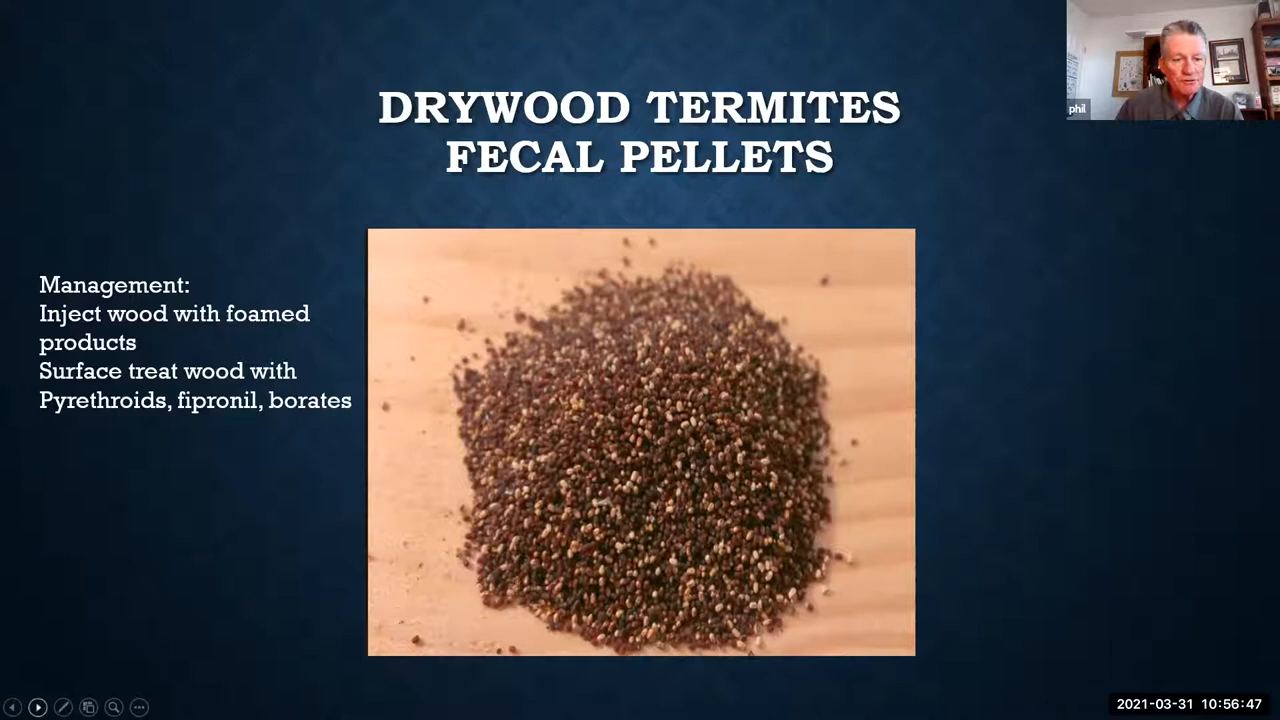 phil
DRYWOOD TERMITES
FECAL PELLETS
Management:
Inject wood with foamed
products
Surface treat wood with
Pyrethroids, fipronil, borates
2021-03-31 10:56:47